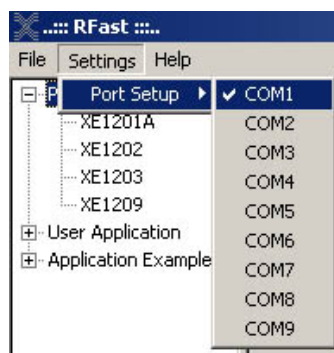 ..::: RFast :::..
File Settings Help
P
Port Setup
COM1
XE1201A
COM2
XE1202
COM3
XE1203
COM4
XE1209
COM5
User Application
COM6
Application Example
COM7
COM8
COM9